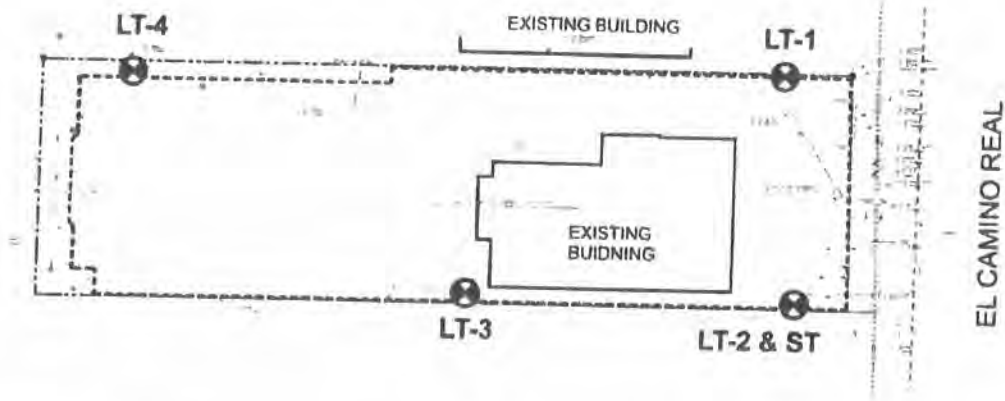 LT-4
EXISTING BUILDING
LT-1
EXISTING
BUIDNING
LT-3
LT-2 & ST
EL CAMINO REAL